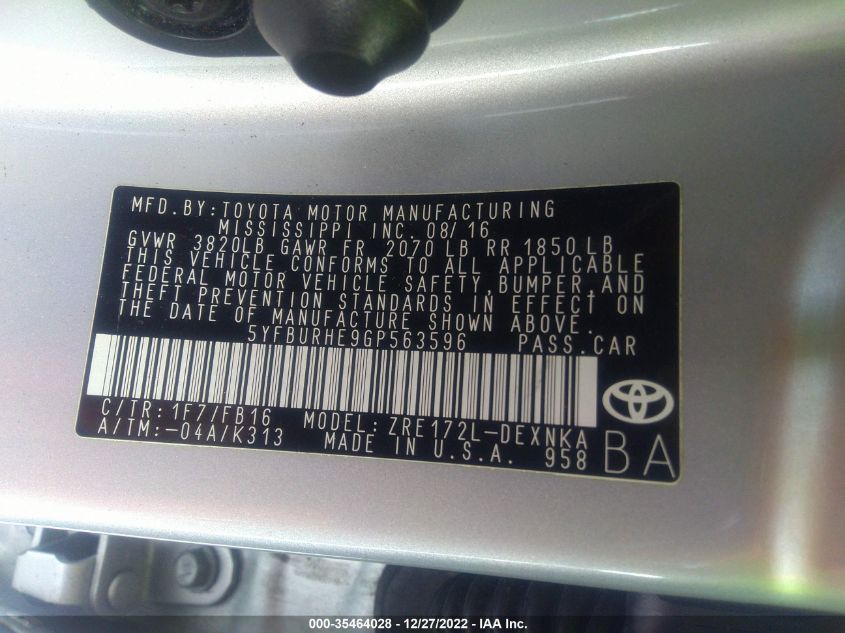 MFD.BY:TOYOTA MOTOR MANUFACTURING
MISSISSIPPI INC. 08/16
GVWR 3820LB GAWR FR 2070 LB RR 1850 LB
THIS VEHICLE CONFORMS TO ALL APPLICABLE
FEDERAL MOTOR VEHICLE SAFETY,BUMPER,AND
THEFT PREVENTION STANDARDS IN EFFECT ON
THE DATE OF MANUFACTURE SHOWN ABOVE.
5YFBURHE9GP563596 PASS.CAR
C/TR: 1F7/FB16 MODEL: ZRE172L-DEXNKA
A/TM:-04A/K313 MADE IN U.S.A. 958
BA
000-35464028 - 12/27/2022 - IAA Inc.